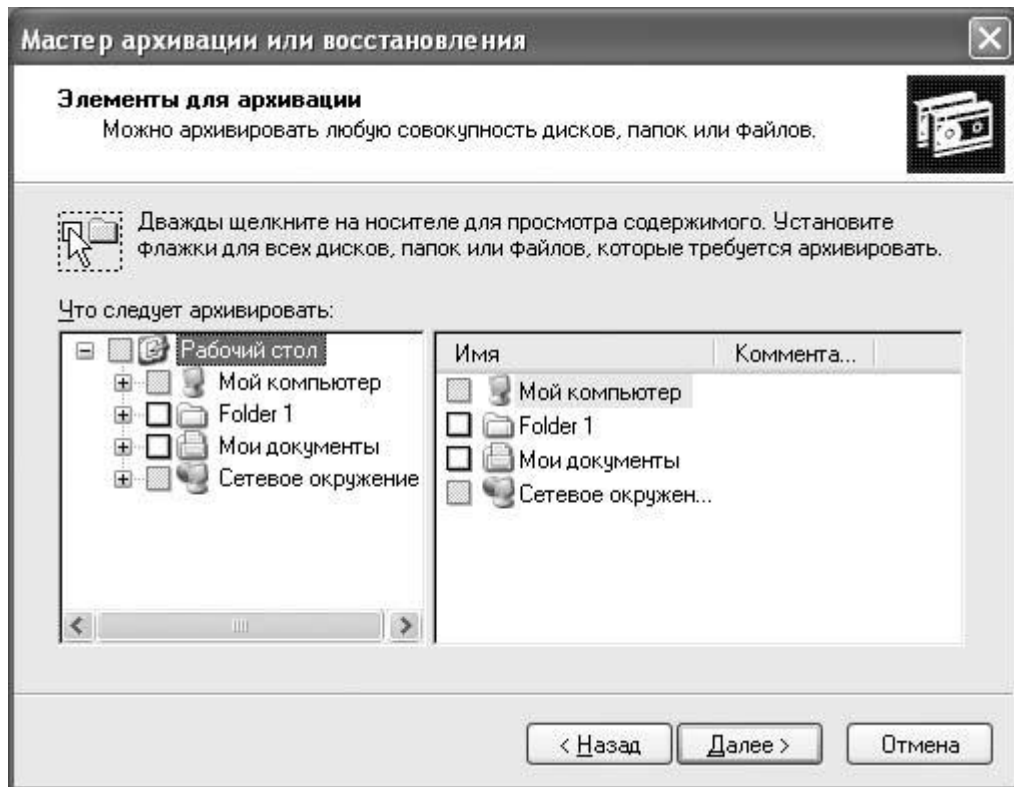 Мастер архивации или восстановления
Элементы для архивации
Можно архивировать любую совокупность дисков, папок или файлов.
Дважды щелкните на носителе для просмотра содержимого. Установите
флажки для всех дисков, папок или файлов, которые требуется архивировать.
Что следует архивировать:
Рабочий стол
Мой компьютер
Folder 1
Мои документы
Сетевое окружение
Имя Коммента...
Мой компьютер
Folder 1
Мои документы
Сетевое окружен...
< Назад Далее > Отмена